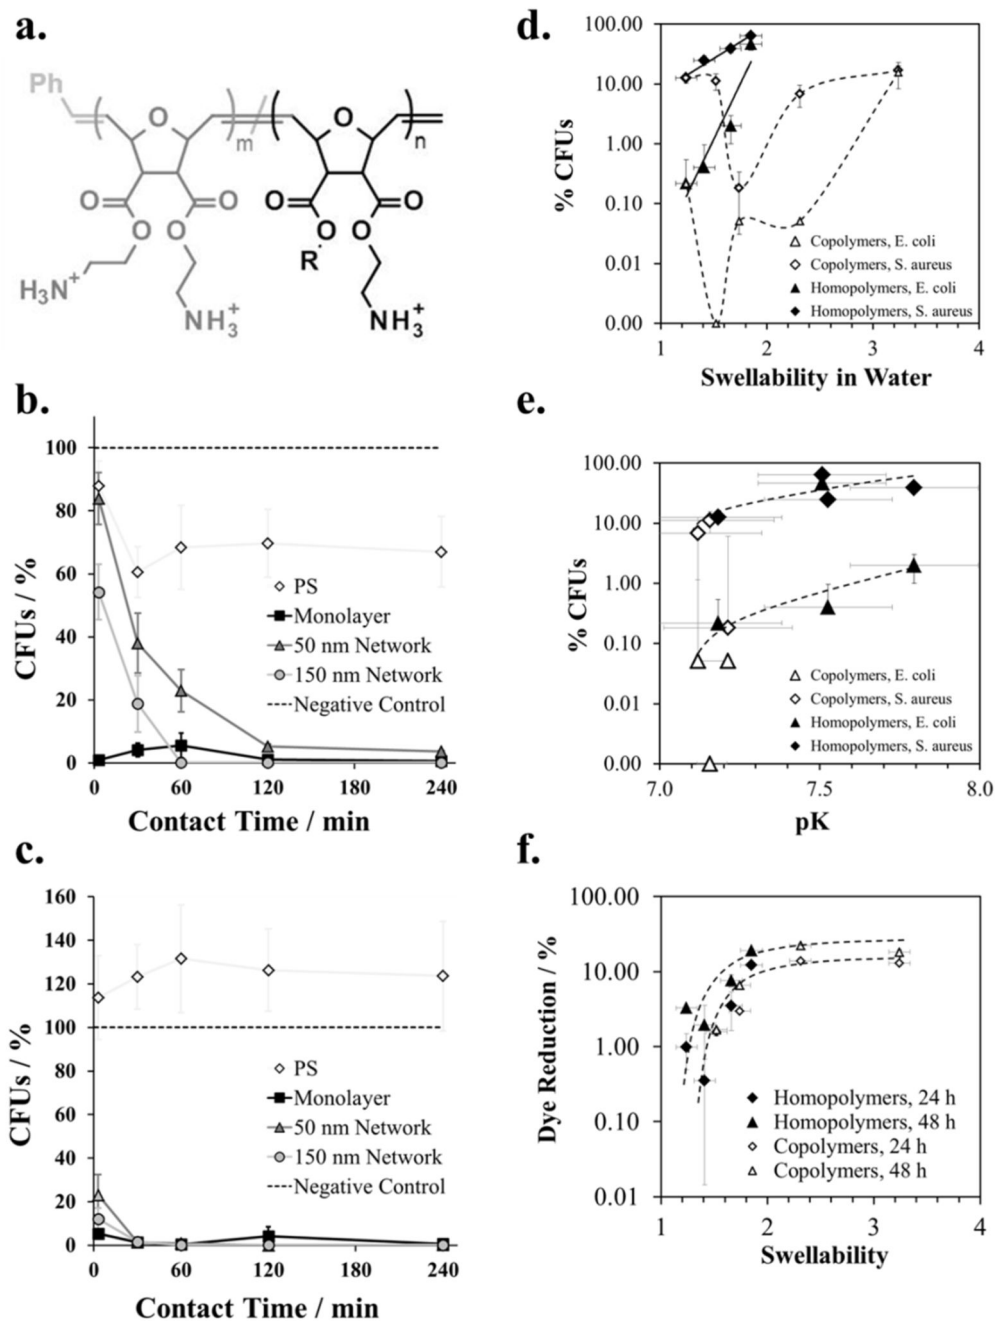 a.
Ph
O
O
m
n
O
O
O
O
O
O
O
O
R
H3N+
NH3+
NH3+
b.
100
80
60
40
20
0
CFUs / %
PS
Monolayer
50 nm Network
150 nm Network
Negative Control
0 60 120 180 240
Contact Time / min
c.
160
140
120
100
80
60
40
20
0
CFUs / %
PS
Monolayer
50 nm Network
150 nm Network
Negative Control
0 60 120 180 240
Contact Time / min
d.
100.00
10.00
1.00
0.10
0.01
0.00
% CFUs
Copolymers, E. coli
Copolymers, S. aureus
Homopolymers, E. coli
Homopolymers, S. aureus
1 2 3 4
Swellability in Water
e.
100.00
10.00
1.00
0.10
0.01
0.00
% CFUs
Copolymers, E. coli
Copolymers, S. aureus
Homopolymers, E. coli
Homopolymers, S. aureus
7.0 7.5 8.0
pK
f.
100.00
10.00
1.00
0.10
0.01
Dye Reduction / %
Homopolymers, 24 h
Homopolymers, 48 h
Copolymers, 24 h
Copolymers, 48 h
1 2 3 4
Swellability